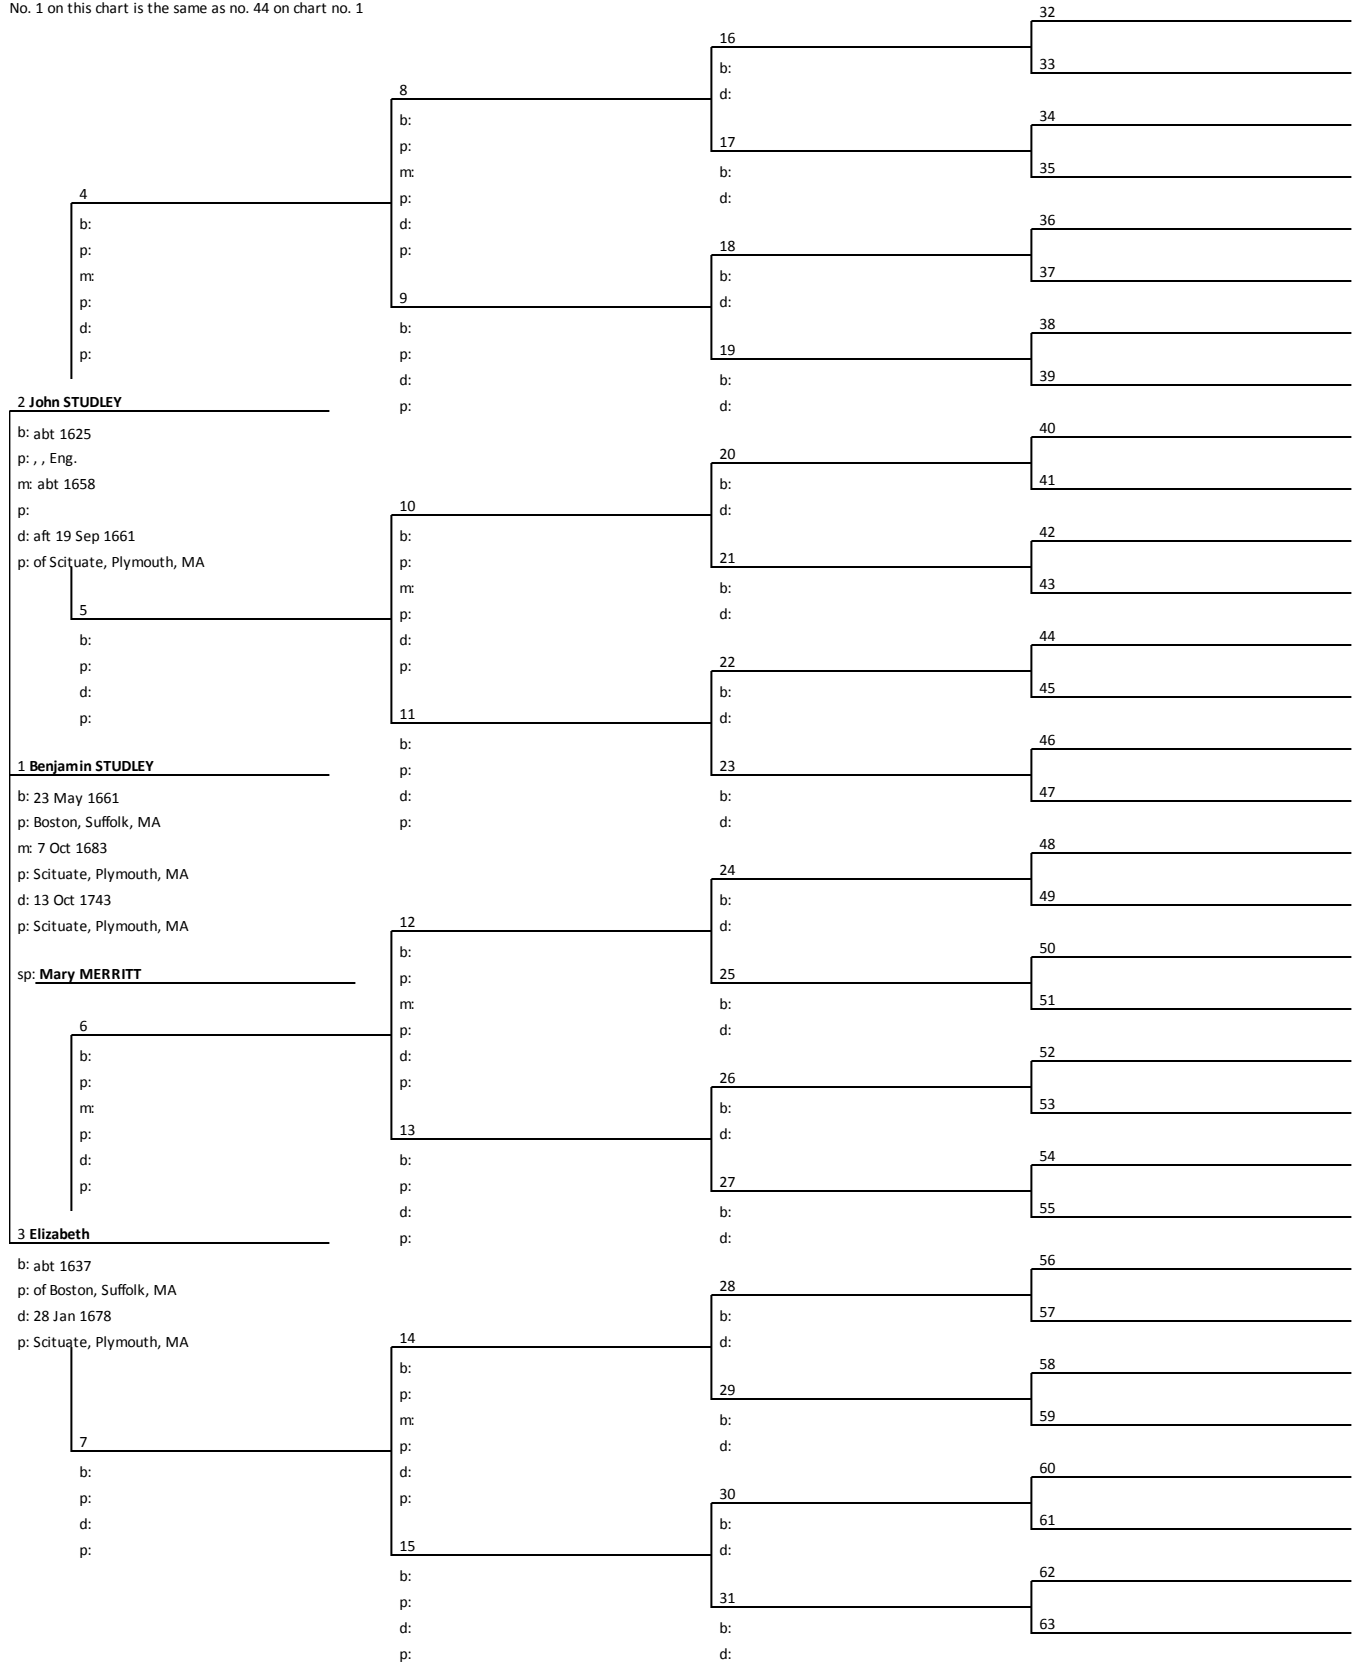 No. 1 on this chart is the same as no. 44 on chart no. 1
4
b:
p:
m:
p:
d:
p:
2 John STUDLEY
b: abt 1625
p: , , Eng.
m: abt 1658
p:
d: aft 19 Sep 1661
p: of Scituate, Plymouth, MA
5
b:
p:
d:
p:
1 Benjamin STUDLEY
b: 23 May 1661
p: Boston, Suffolk, MA
m: 7 Oct 1683
p: Scituate, Plymouth, MA
d: 13 Oct 1743
p: Scituate, Plymouth, MA
sp: Mary MERRITT
6
b:
p:
m:
p:
d:
p:
3 Elizabeth
b: abt 1637
p: of Boston, Suffolk, MA
d: 28 Jan 1678
p: Scituate, Plymouth, MA
7
b:
p:
d:
p:
8
b:
p:
m:
p:
d:
p:
9
b:
p:
d:
p:
10
b:
p:
m:
p:
d:
p:
11
b:
p:
d:
p:
12
b:
p:
m:
p:
d:
p:
13
b:
p:
d:
p:
14
b:
p:
m:
p:
d:
p:
15
b:
p:
d:
p:
16
b:
d:
17
b:
d:
18
b:
d:
19
b:
d:
20
b:
d:
21
b:
d:
22
b:
d:
23
b:
d:
24
b:
d:
25
b:
d:
26
b:
d:
27
b:
d:
28
b:
d:
29
b:
d:
30
b:
d:
31
b:
d:
32
33
34
35
36
37
38
39
40
41
42
43
44
45
46
47
48
49
50
51
52
53
54
55
56
57
58
59
60
61
62
63